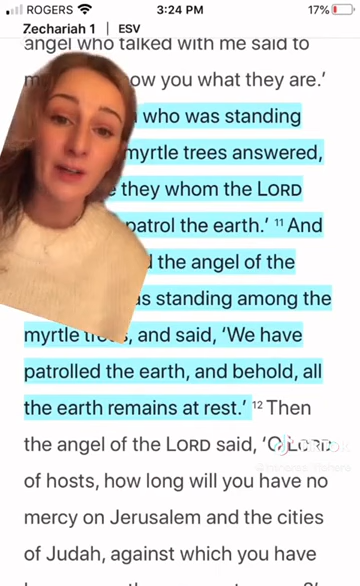 ROGERS 3:24 PM 17%
Zechariah 1 | ESV
angel who talked with me said to
ow you what they are.’
who was standing
myrtle trees answered,
they whom the LORD
patrol the earth.’ 11 And
the angel of the
standing among the
myrtle, and said, ‘We have
patrolled the earth, and behold, all
the earth remains at rest.’ 12 Then
the angel of the LORD said, ‘O LORD
of hosts, how long will you have no
mercy on Jerusalem and the cities
of Judah, against which you have